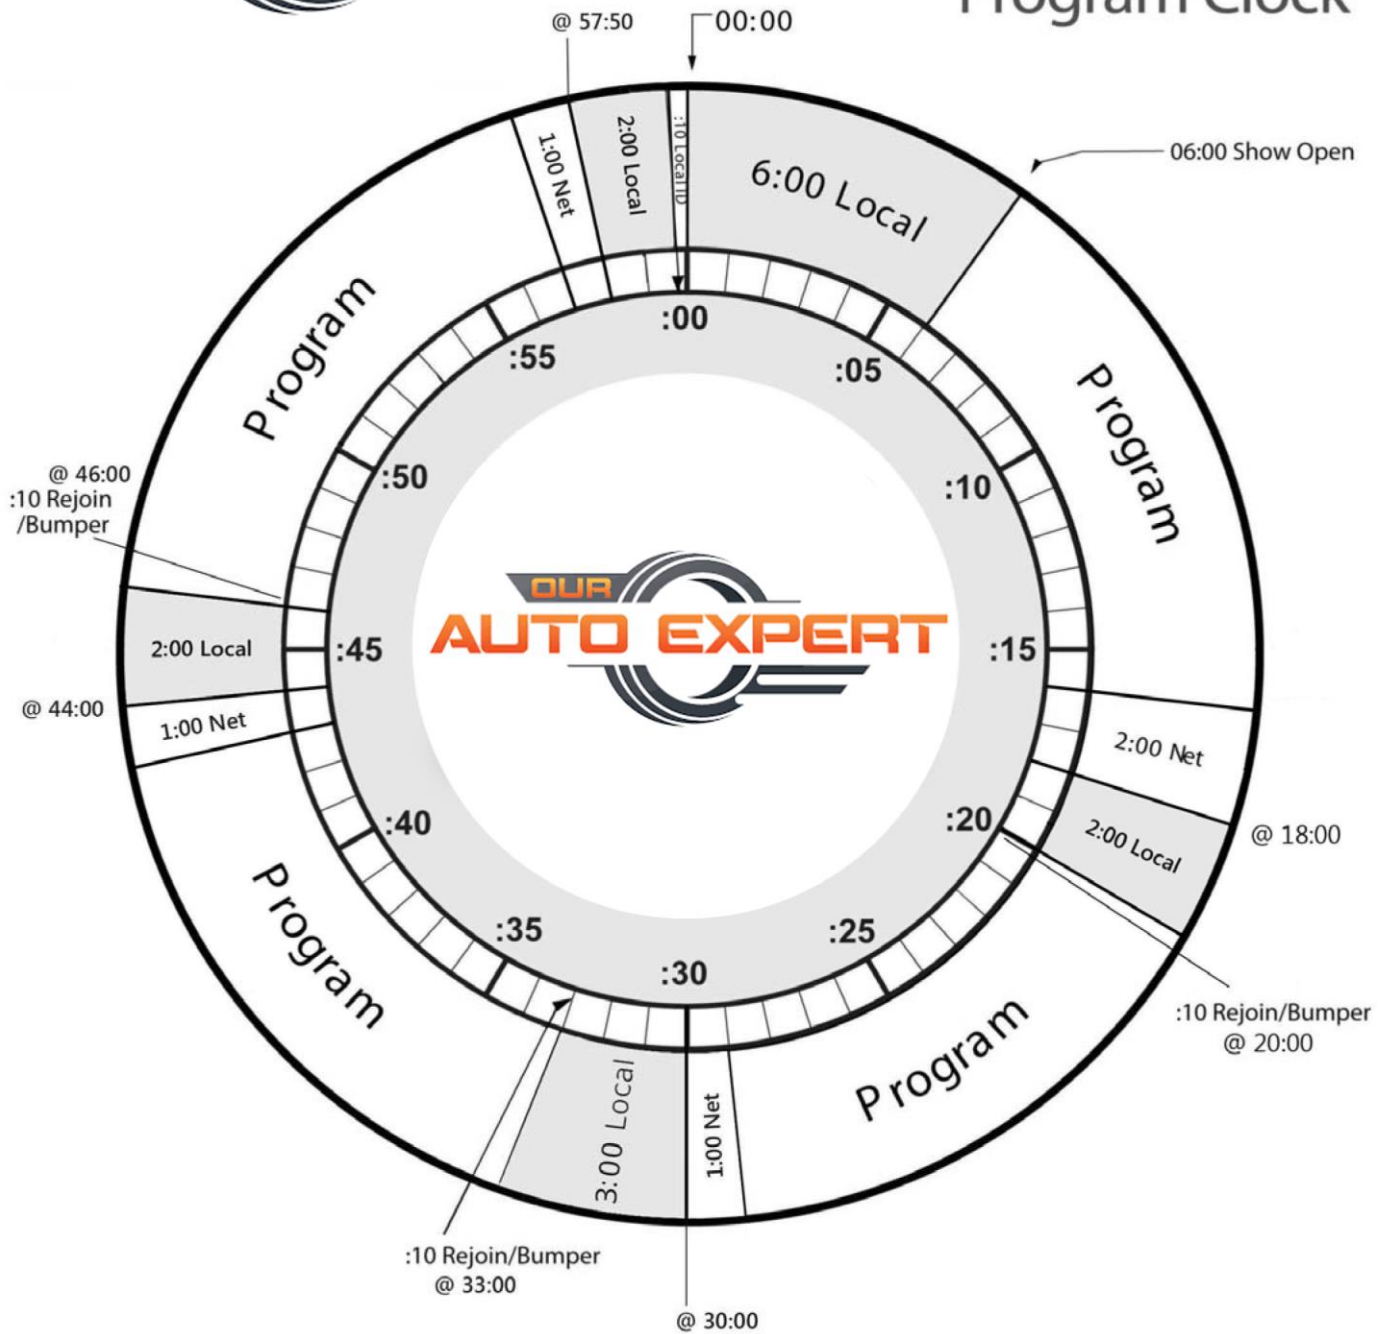 Program Clock
@ 57:50
00:00
06:00 Show Open
1:00 Net
2:00 Local
:10 Local ID
6:00 Local
Program
2:00 Net
@ 18:00
2:00 Local
:10 Rejoin/Bumper
@ 20:00
Program
1:00 Net
@ 30:00
3:00 Local
:10 Rejoin/Bumper
@ 33:00
Program
1:00 Net
@ 44:00
2:00 Local
@ 46:00
:10 Rejoin
/Bumper
Program
:00
:05
:10
:15
:20
:25
:30
:35
:40
:45
:50
:55
OUR
AUTO EXPERT